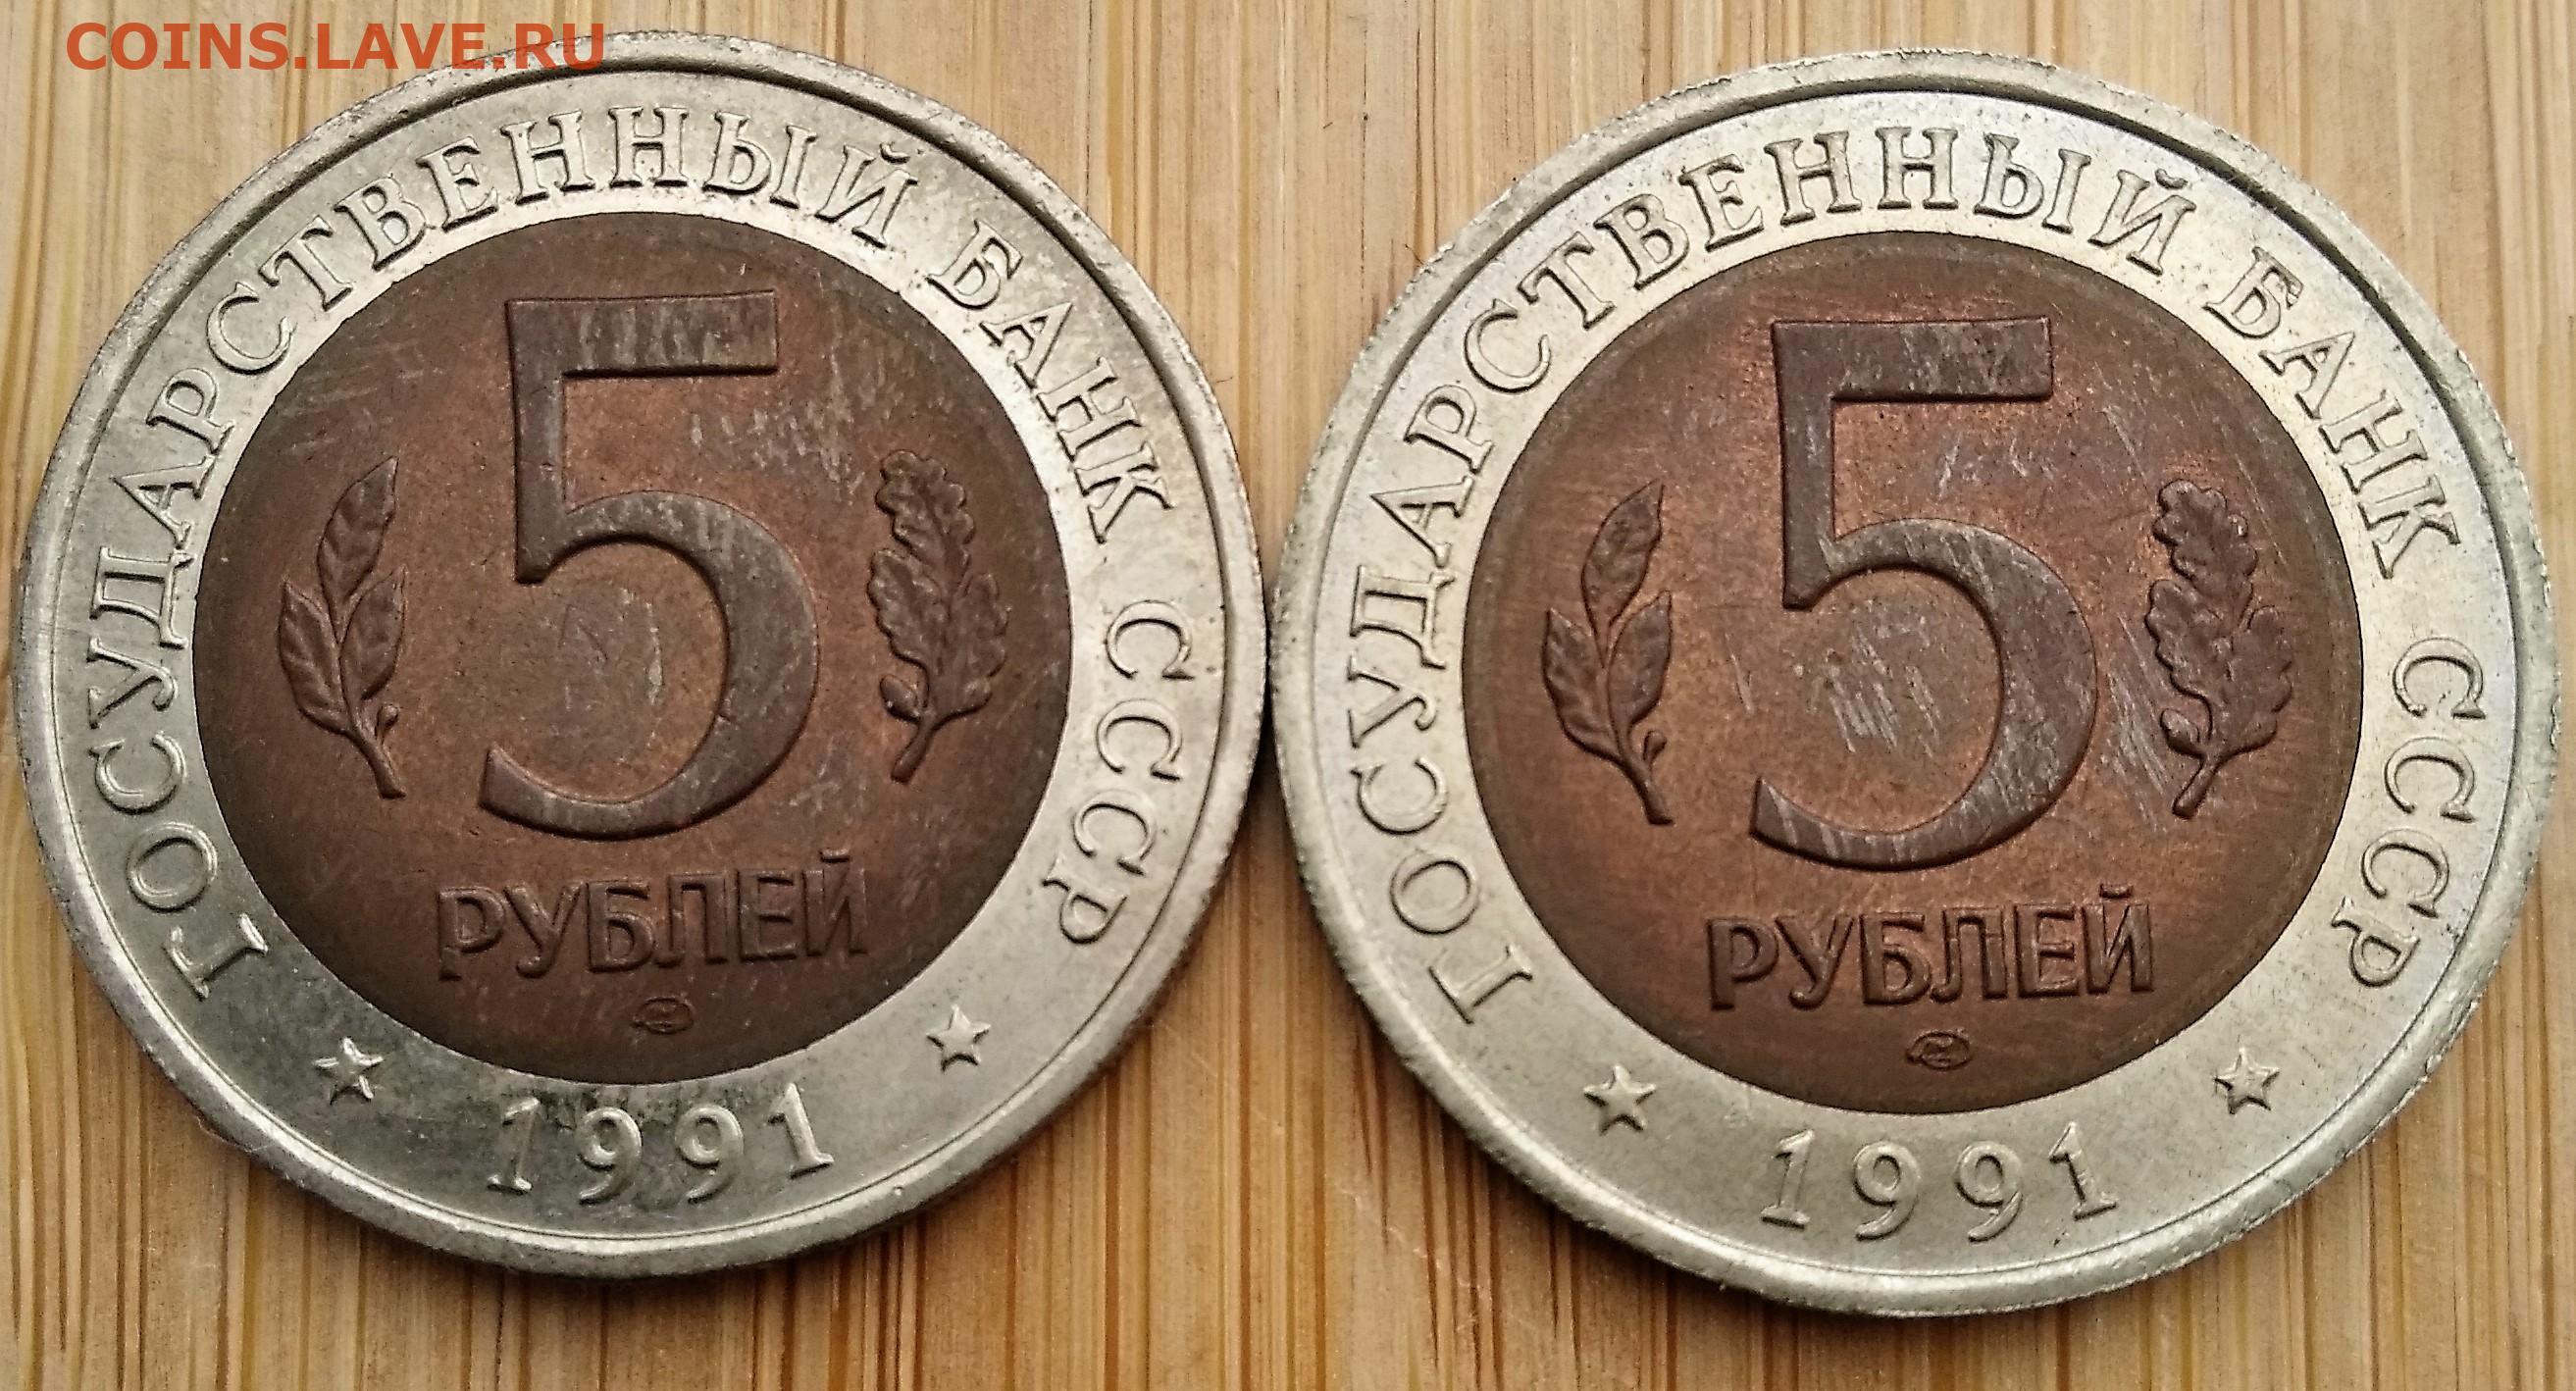 COINS.LAVE.RU
ГОСУДАРСТВЕННЫЙ БАНК СССР
5
РУБЛЕЙ
1991
ГОСУДАРСТВЕННЫЙ БАНК СССР
5
РУБЛЕЙ
1991